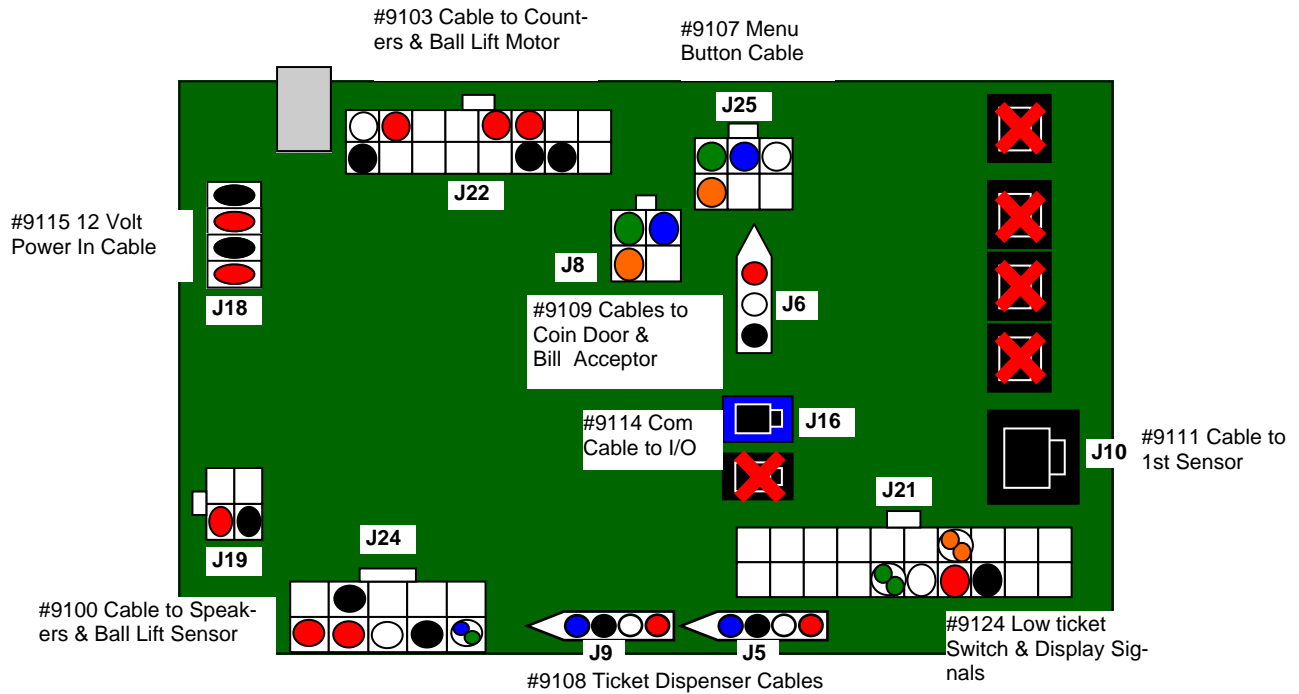 #9103 Cable to Count-
ers & Ball Lift Motor
#9107 Menu
Button Cable
J25
J22
#9115 12 Volt
Power In Cable
J18
J8
J6
#9109 Cables to
Coin Door &
Bill Acceptor
#9114 Com
Cable to I/O
J16
J10
#9111 Cable to
1st Sensor
J21
J19
J24
#9100 Cable to Speak-
ers & Ball Lift Sensor
J9
J5
#9108 Ticket Dispenser Cables
#9124 Low ticket
Switch & Display Sig-
nals